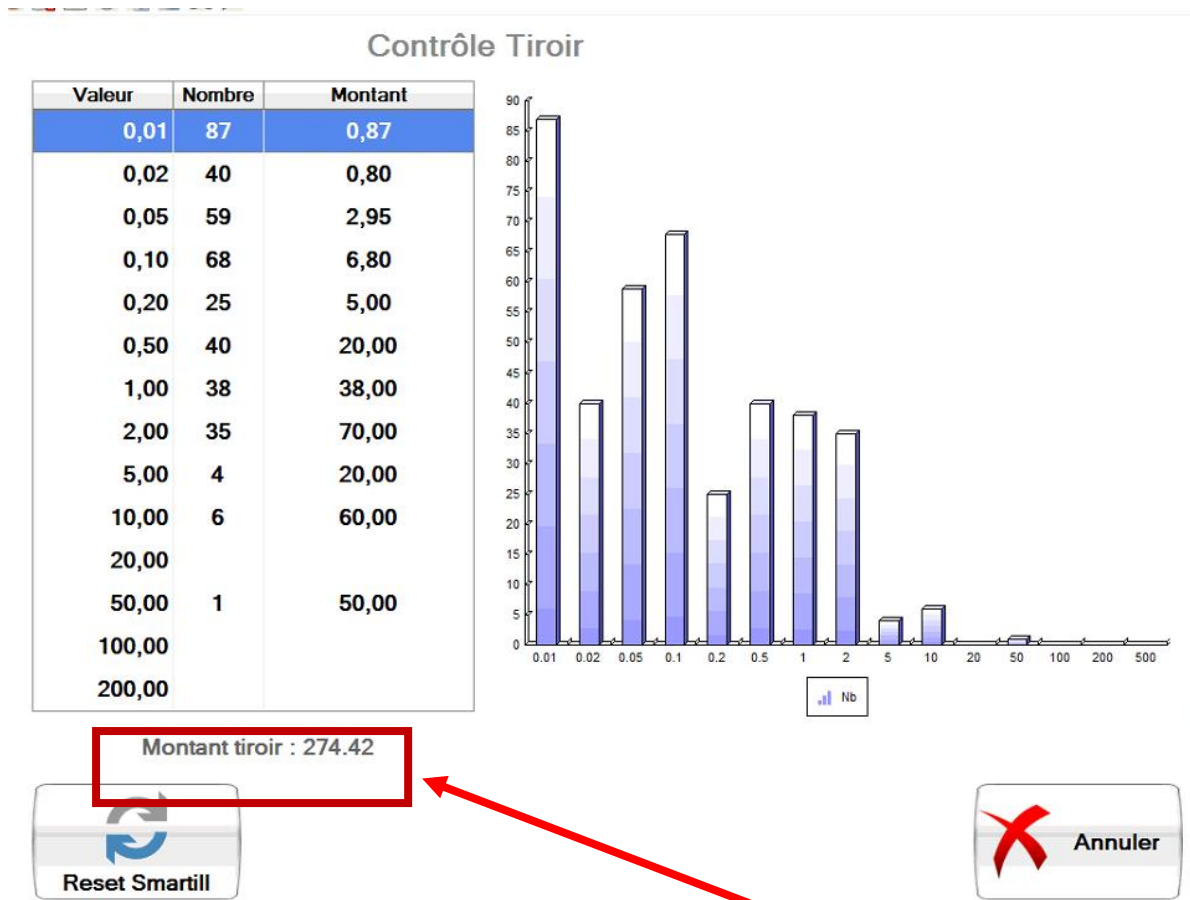 Contrôle Tiroir
Valeur Nombre Montant
0,01 87 0,87
0,02 40 0,80
0,05 59 2,95
0,10 68 6,80
0,20 25 5,00
0,50 40 20,00
1,00 38 38,00
2,00 35 70,00
5,00 4 20,00
10,00 6 60,00
20,00
50,00 1 50,00
100,00
200,00
90
85
80
75
70
65
60
55
50
45
40
35
30
25
20
15
10
5
0
0.01 0.02 0.05 0.1 0.2 0.5 1 2 5 10 20 50 100 200 500
Nb
Montant tiroir : 274.42
Reset Smartill
Annuler